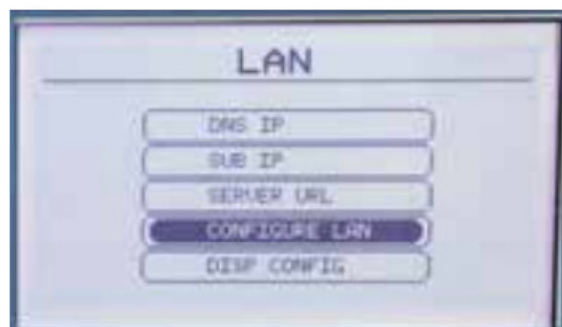 LAN
DNS IP
SUB IP
SERVER URL
CONFIGURE LAN
DISP CONFIG